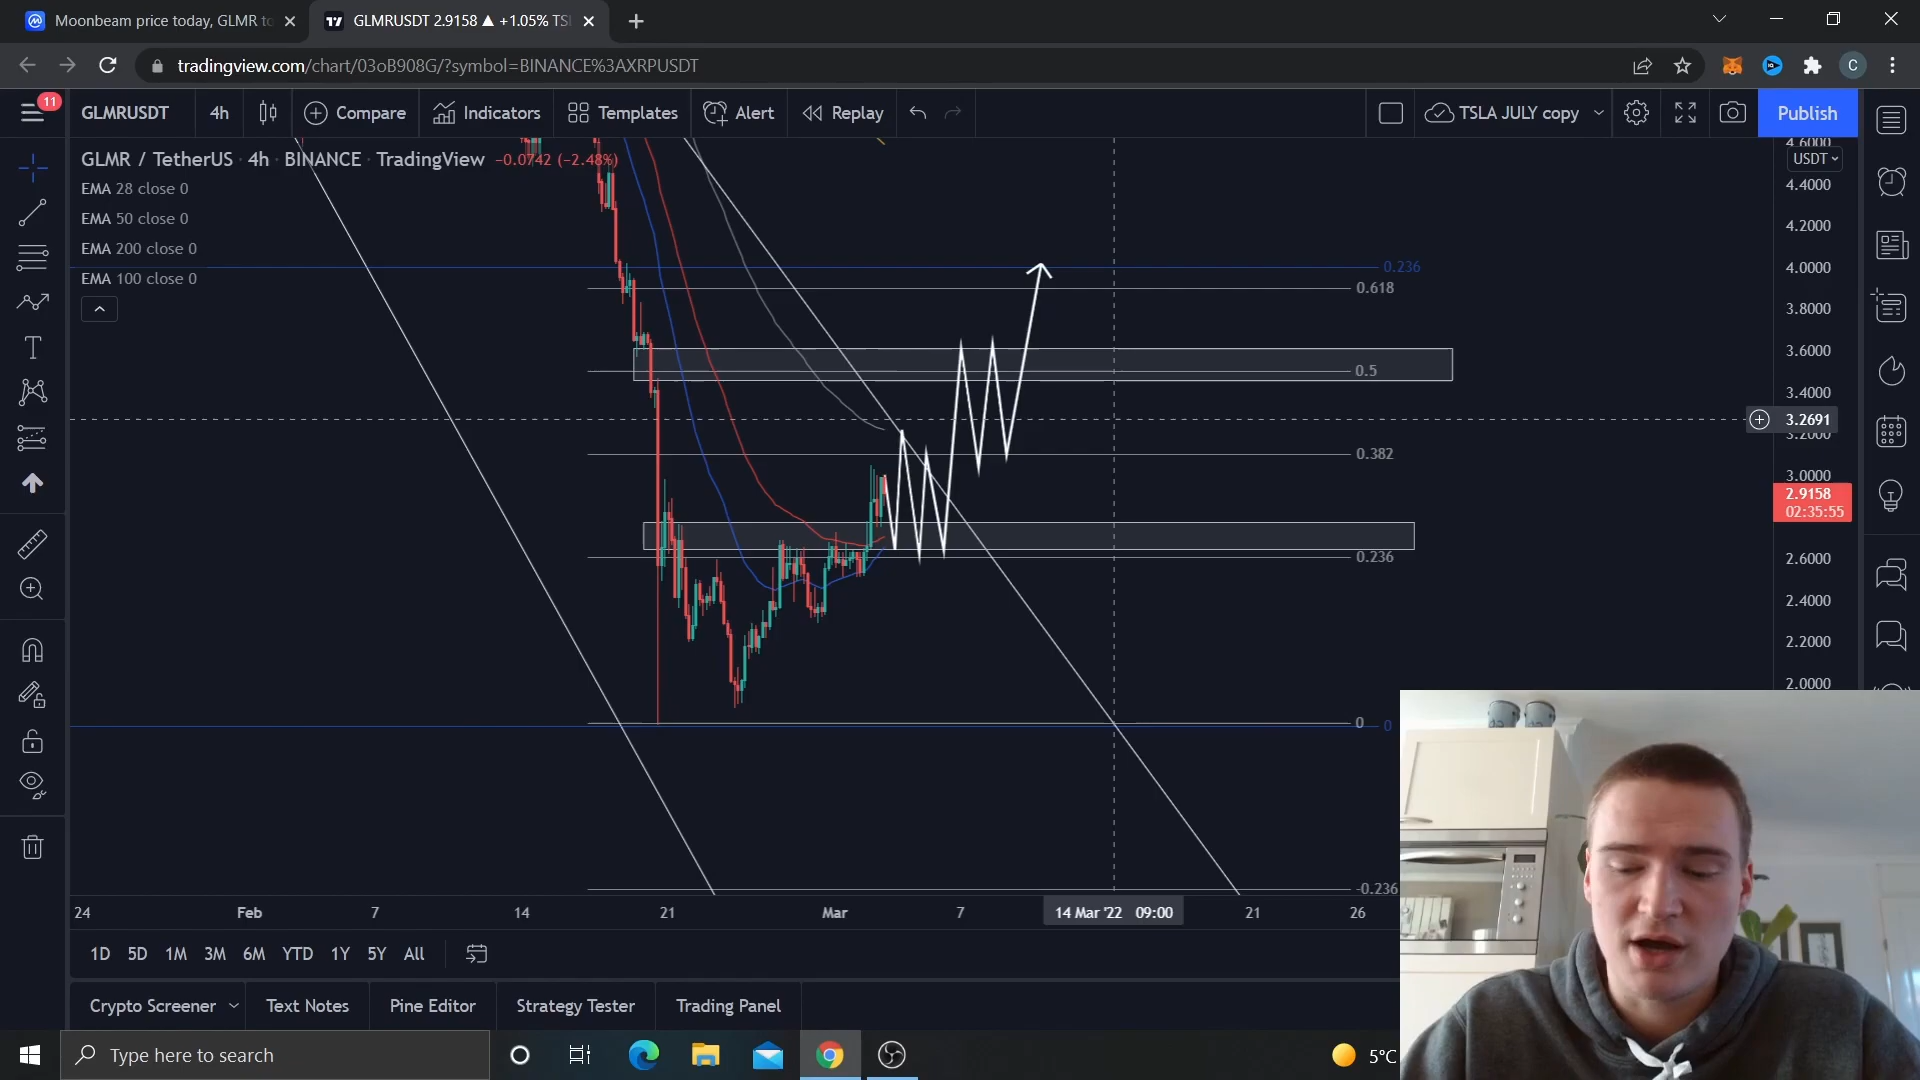 Moonbeam price today, GLMR to
GLMRUSDT 2.9158 ▲ +1.05% TSL
tradingview.com/chart/03oB908G/?symbol=BINANCE%3AXRPUSDT
C
11
GLMRUSDT
4h
Compare
Indicators
Templates
Alert
Replay
TSLA JULY copy
Publish
GLMR / TetherUS · 4h · BINANCE · TradingView −0.0742 (−2.48%)
EMA 28 close 0
EMA 50 close 0
EMA 200 close 0
EMA 100 close 0
4.6000
USDT
4.4000
4.2000
4.0000
3.8000
3.6000
3.4000
3.2691
3.2000
3.0000
2.9158
02:35:55
2.6000
2.4000
2.2000
2.0000
0.236
0.618
0.5
0.382
0.236
0
0
-0.236
24
Feb
7
14
21
Mar
7
14 Mar '22 09:00
21
26
1D 5D 1M 3M 6M YTD 1Y 5Y All
Crypto Screener
Text Notes
Pine Editor
Strategy Tester
Trading Panel
Type here to search
5°C